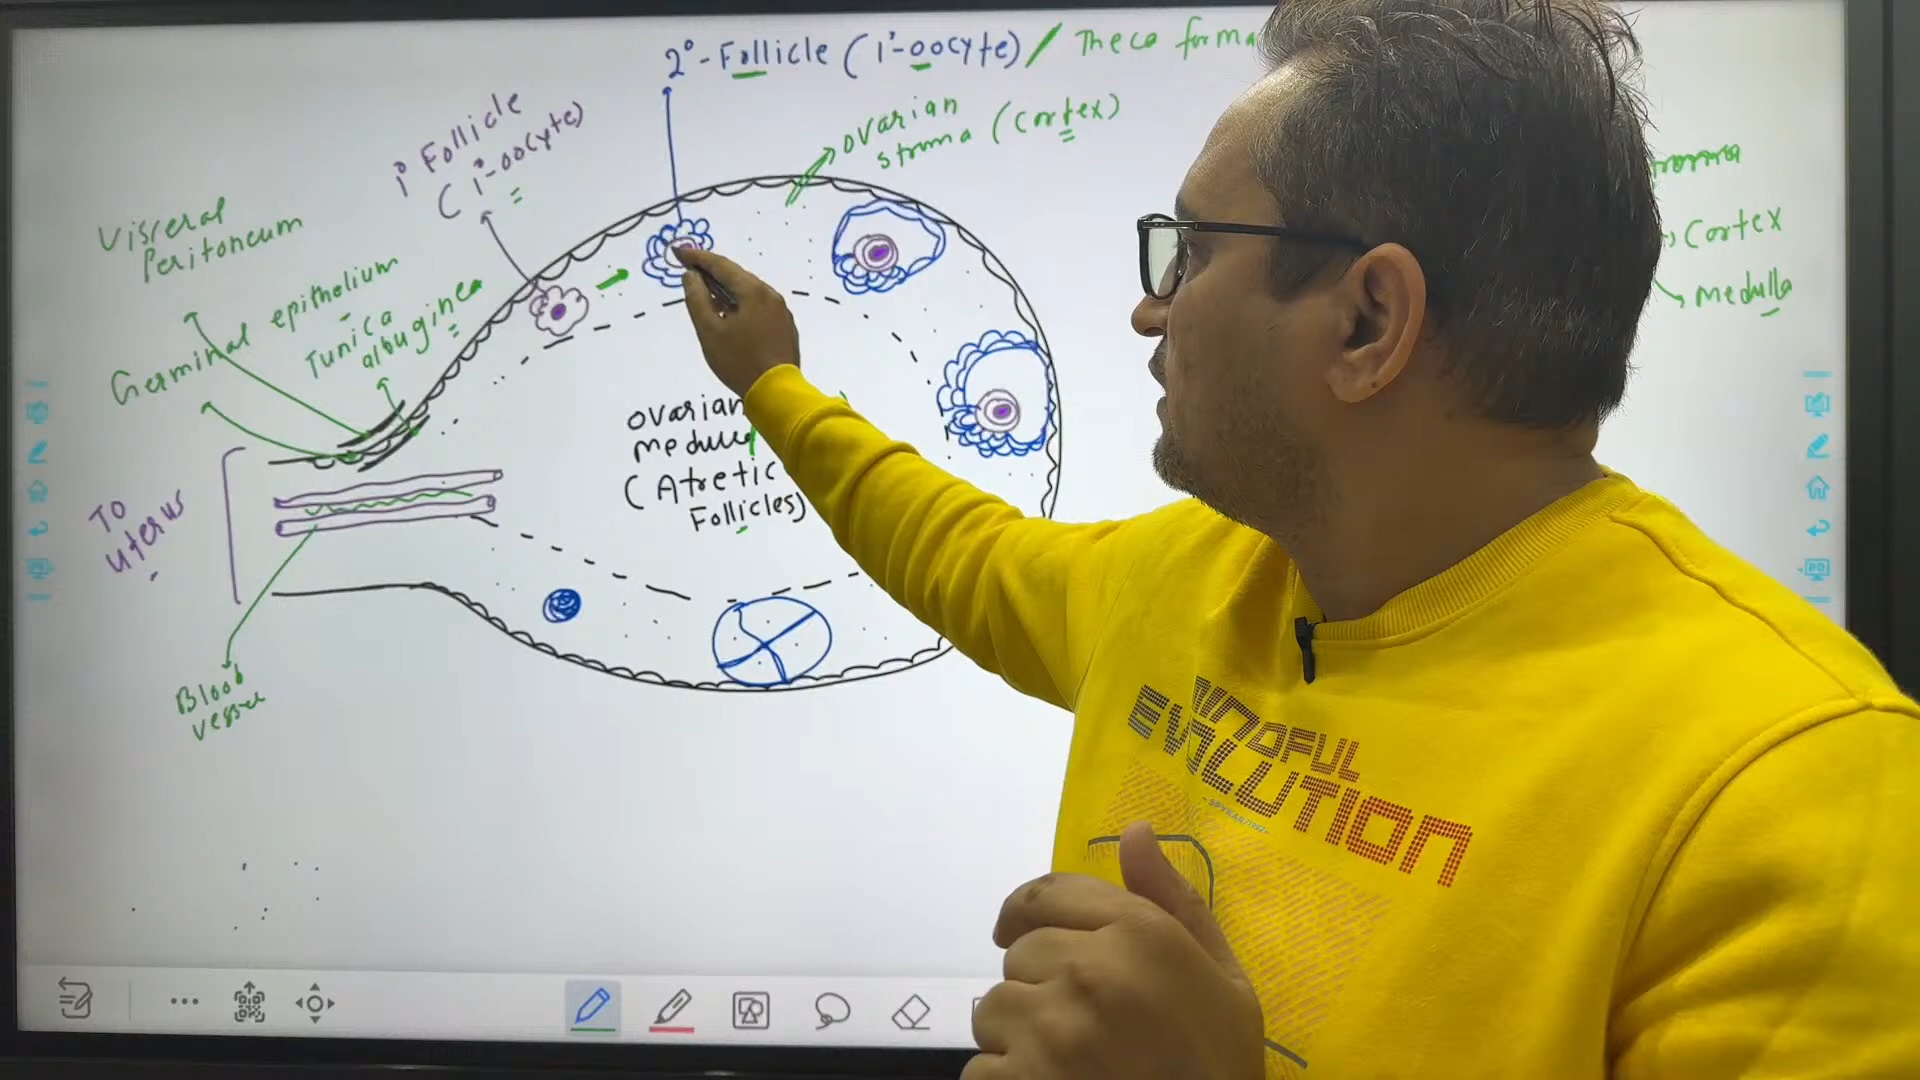 2°-Follicle (1°-oocyte) / Theca forma
1° Follicle
(1°-oocyte)
ovarian
stroma (cortex)
Visceral
Peritoneum
Germinal epithelium
Tunica
albuginea
Cortex
medulla
ovarian
medulla
(Atretic
Follicles)
To
uterus
Blood
vessel
MINDFUL
EVOLUTION